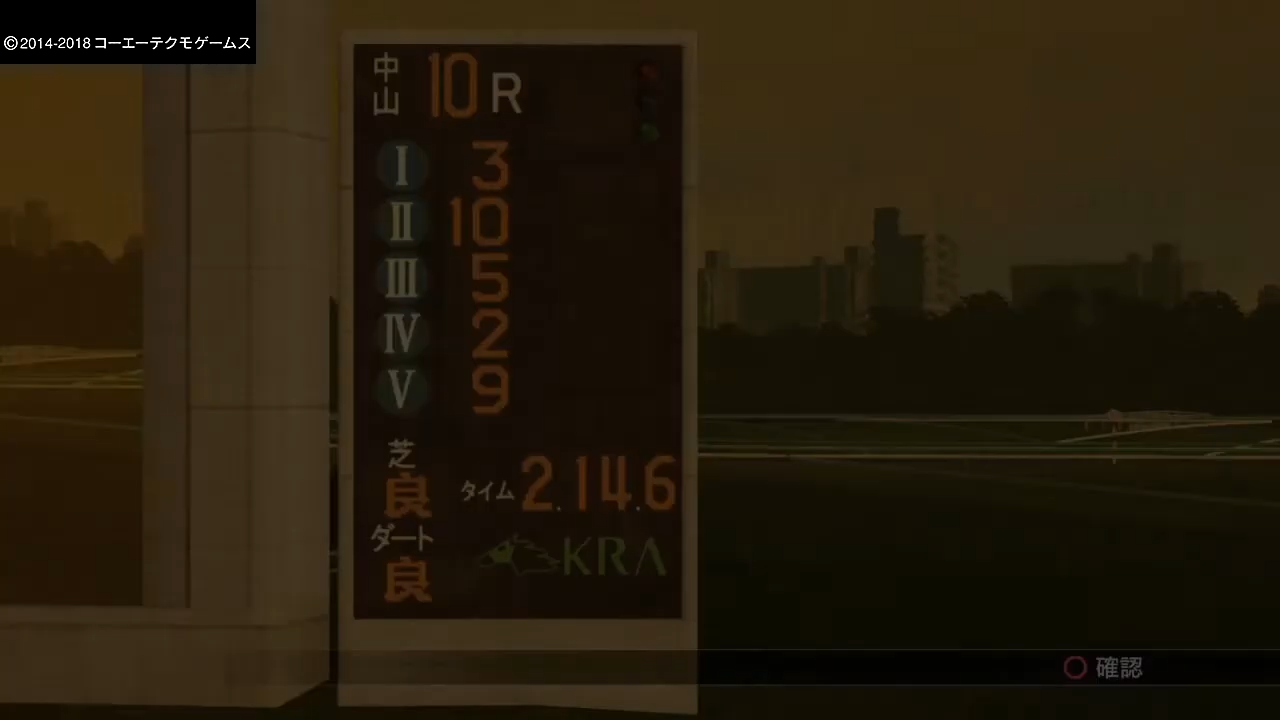 ©2014-2018 コーエーテクモゲームス
中山 10 R
I 3
II 10
III 5
IV 2
V 9
芝
良 タイム 2.14.6
ダート
良 KRA
確認